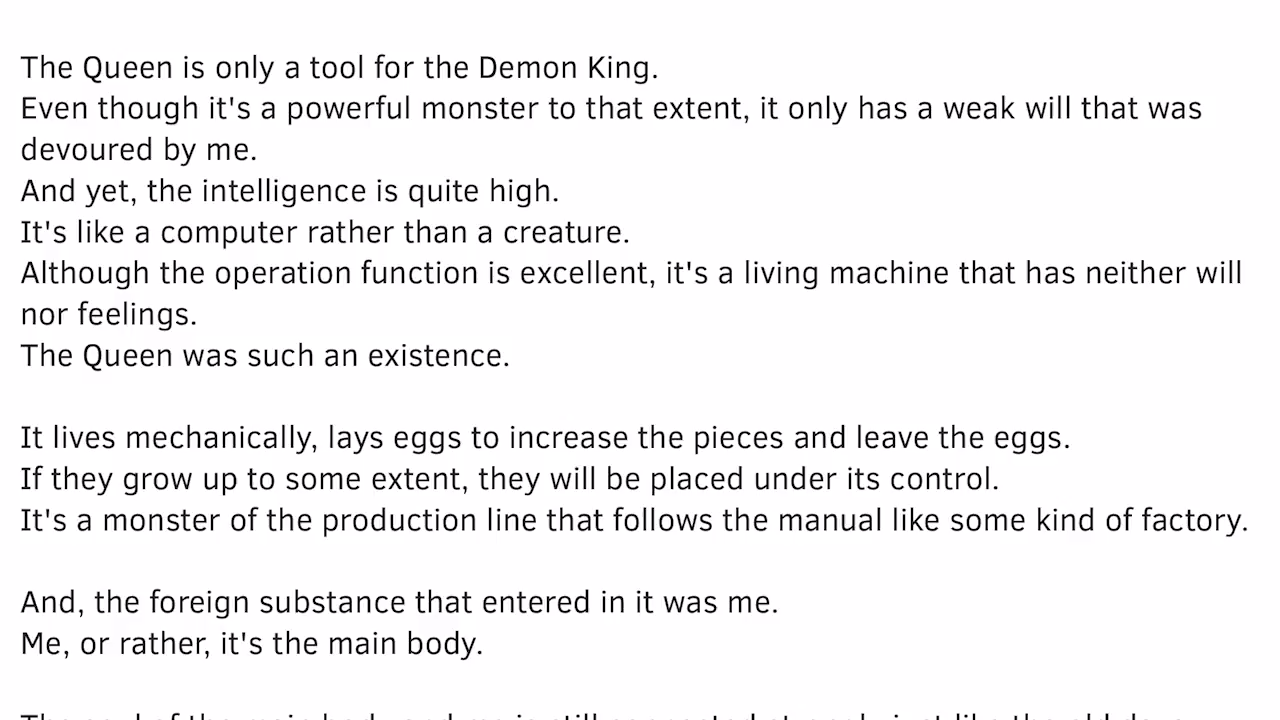 The Queen is only a tool for the Demon King.
Even though it's a powerful monster to that extent, it only has a weak will that was
devoured by me.
And yet, the intelligence is quite high.
It's like a computer rather than a creature.
Although the operation function is excellent, it's a living machine that has neither will
nor feelings.
The Queen was such an existence.
It lives mechanically, lays eggs to increase the pieces and leave the eggs.
If they grow up to some extent, they will be placed under its control.
It's a monster of the production line that follows the manual like some kind of factory.
And, the foreign substance that entered in it was me.
Me, or rather, it's the main body.